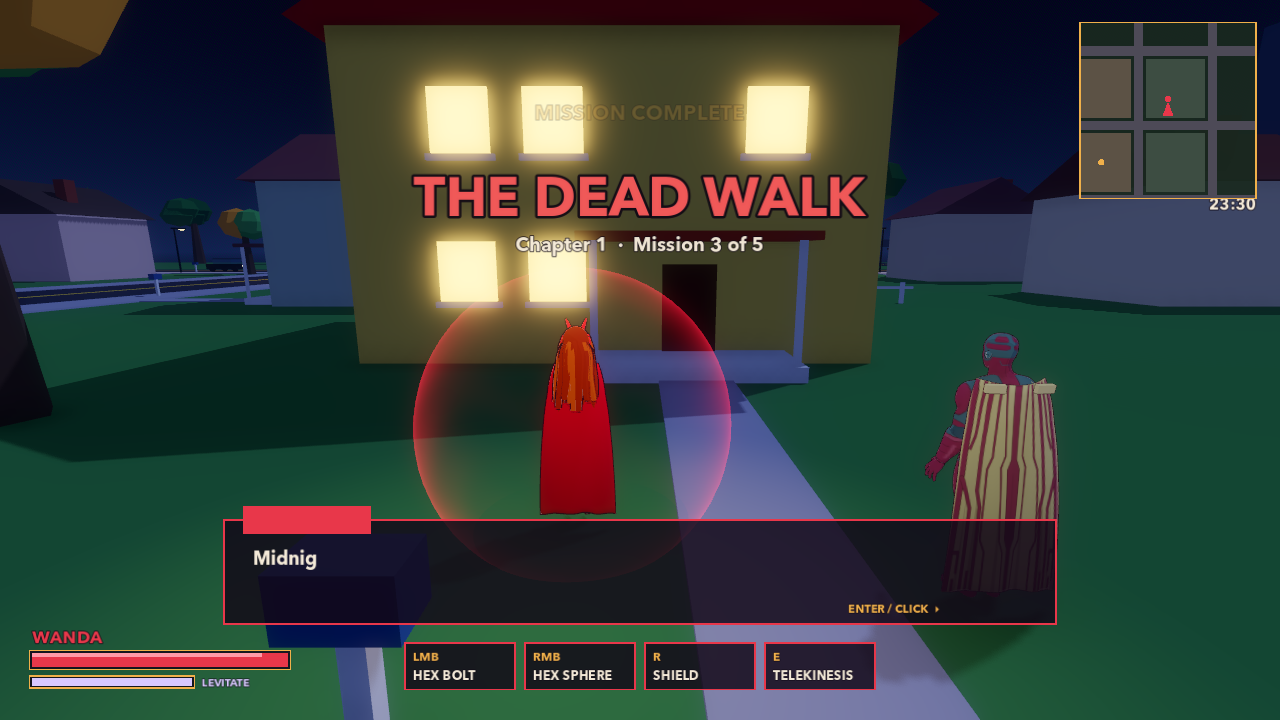 MISSION COMPLETE
THE DEAD WALK
Chapter 1 · Mission 3 of 5
23:30
Midnig
ENTER / CLICK ▸
WANDA
LEVITATE
LMB
HEX BOLT
RMB
HEX SPHERE
R
SHIELD
E
TELEKINESIS